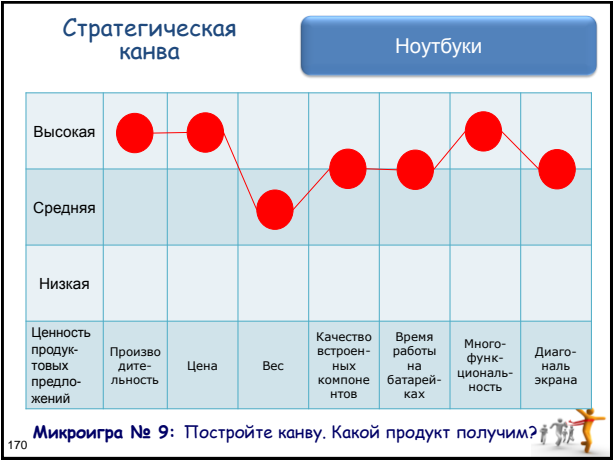 Стратегическая
канва
Ноутбуки
Высокая
Средняя
Низкая
Ценность
продук-
товых
предло-
жений
Произво
дите-
льность
Цена
Вес
Качество
встроен-
ных
компоне
нтов
Время
работы
на
батарей-
ках
Много-
функ-
циональ-
ность
Диаго-
наль
экрана
Микроигра № 9: Постройте канву. Какой продукт получим?
170